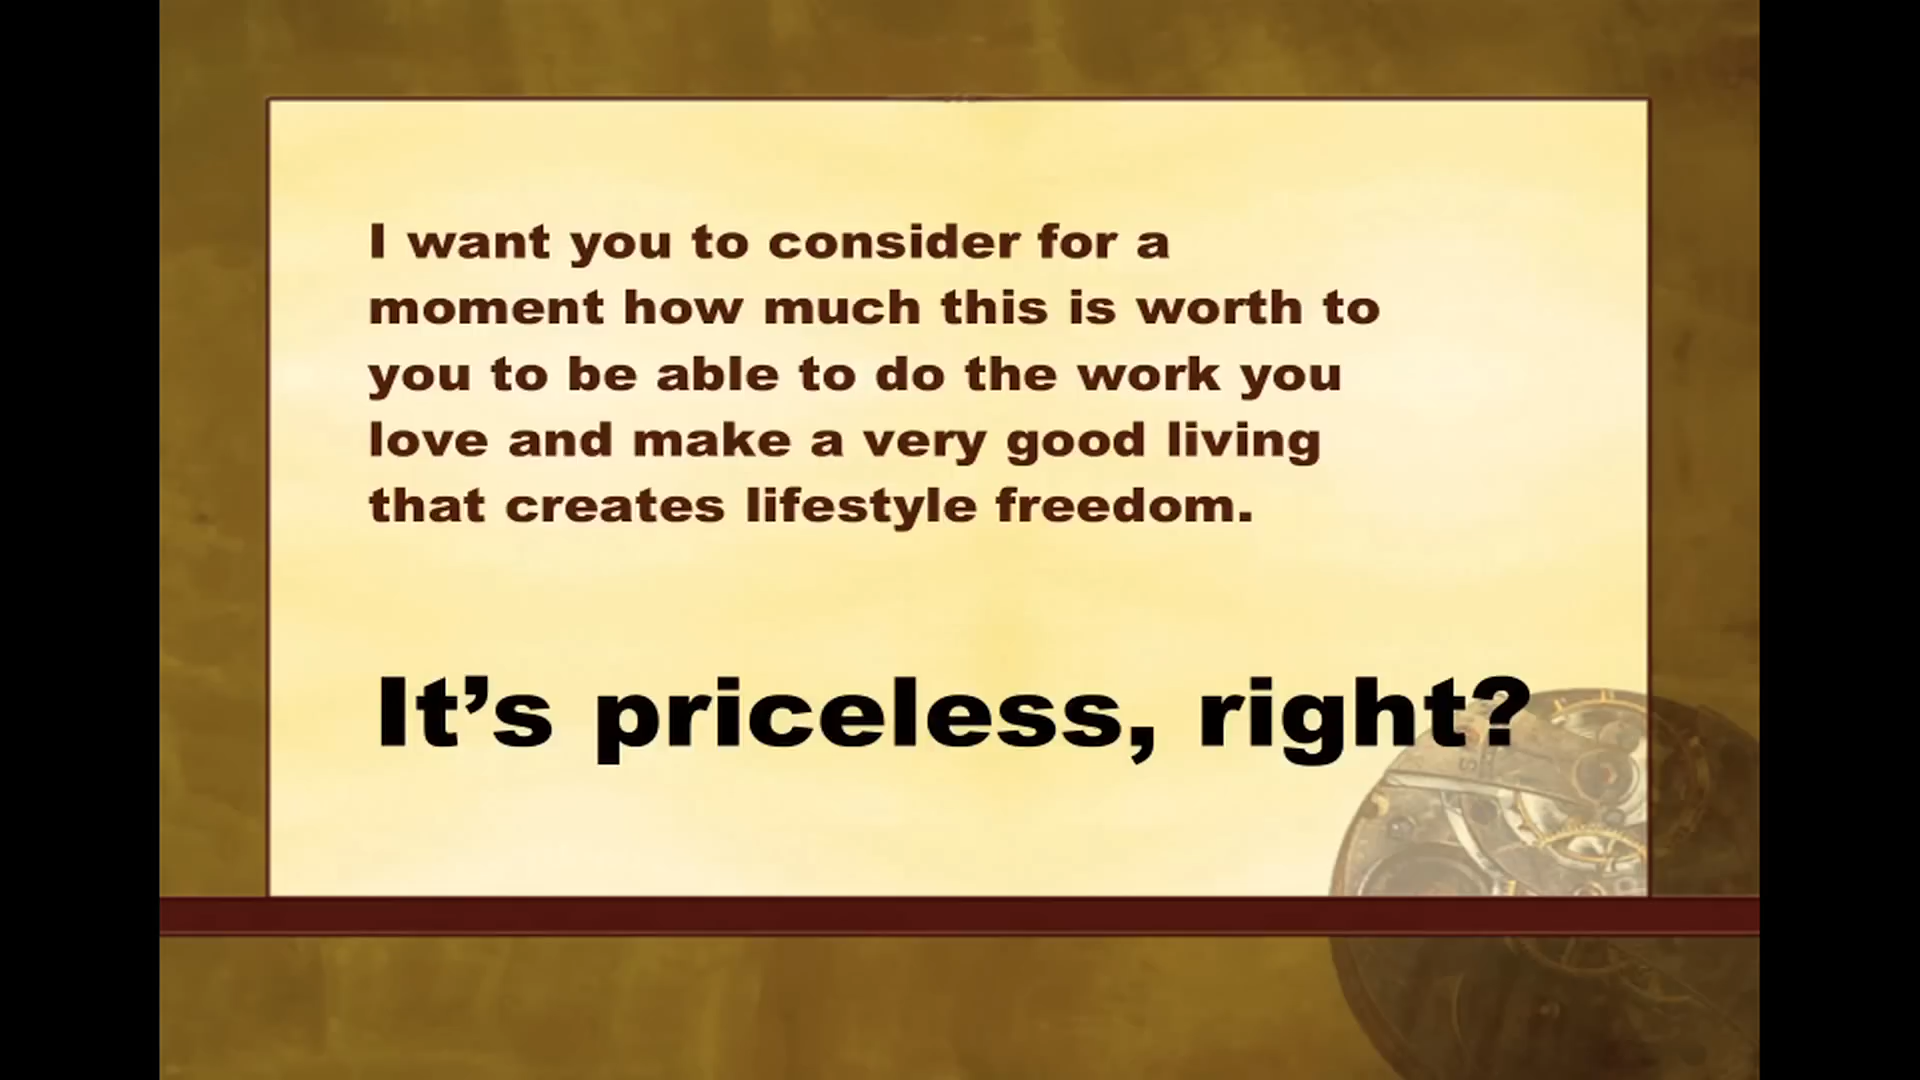 I want you to consider for a
moment how much this is worth to
you to be able to do the work you
love and make a very good living
that creates lifestyle freedom.
It’s priceless, right?